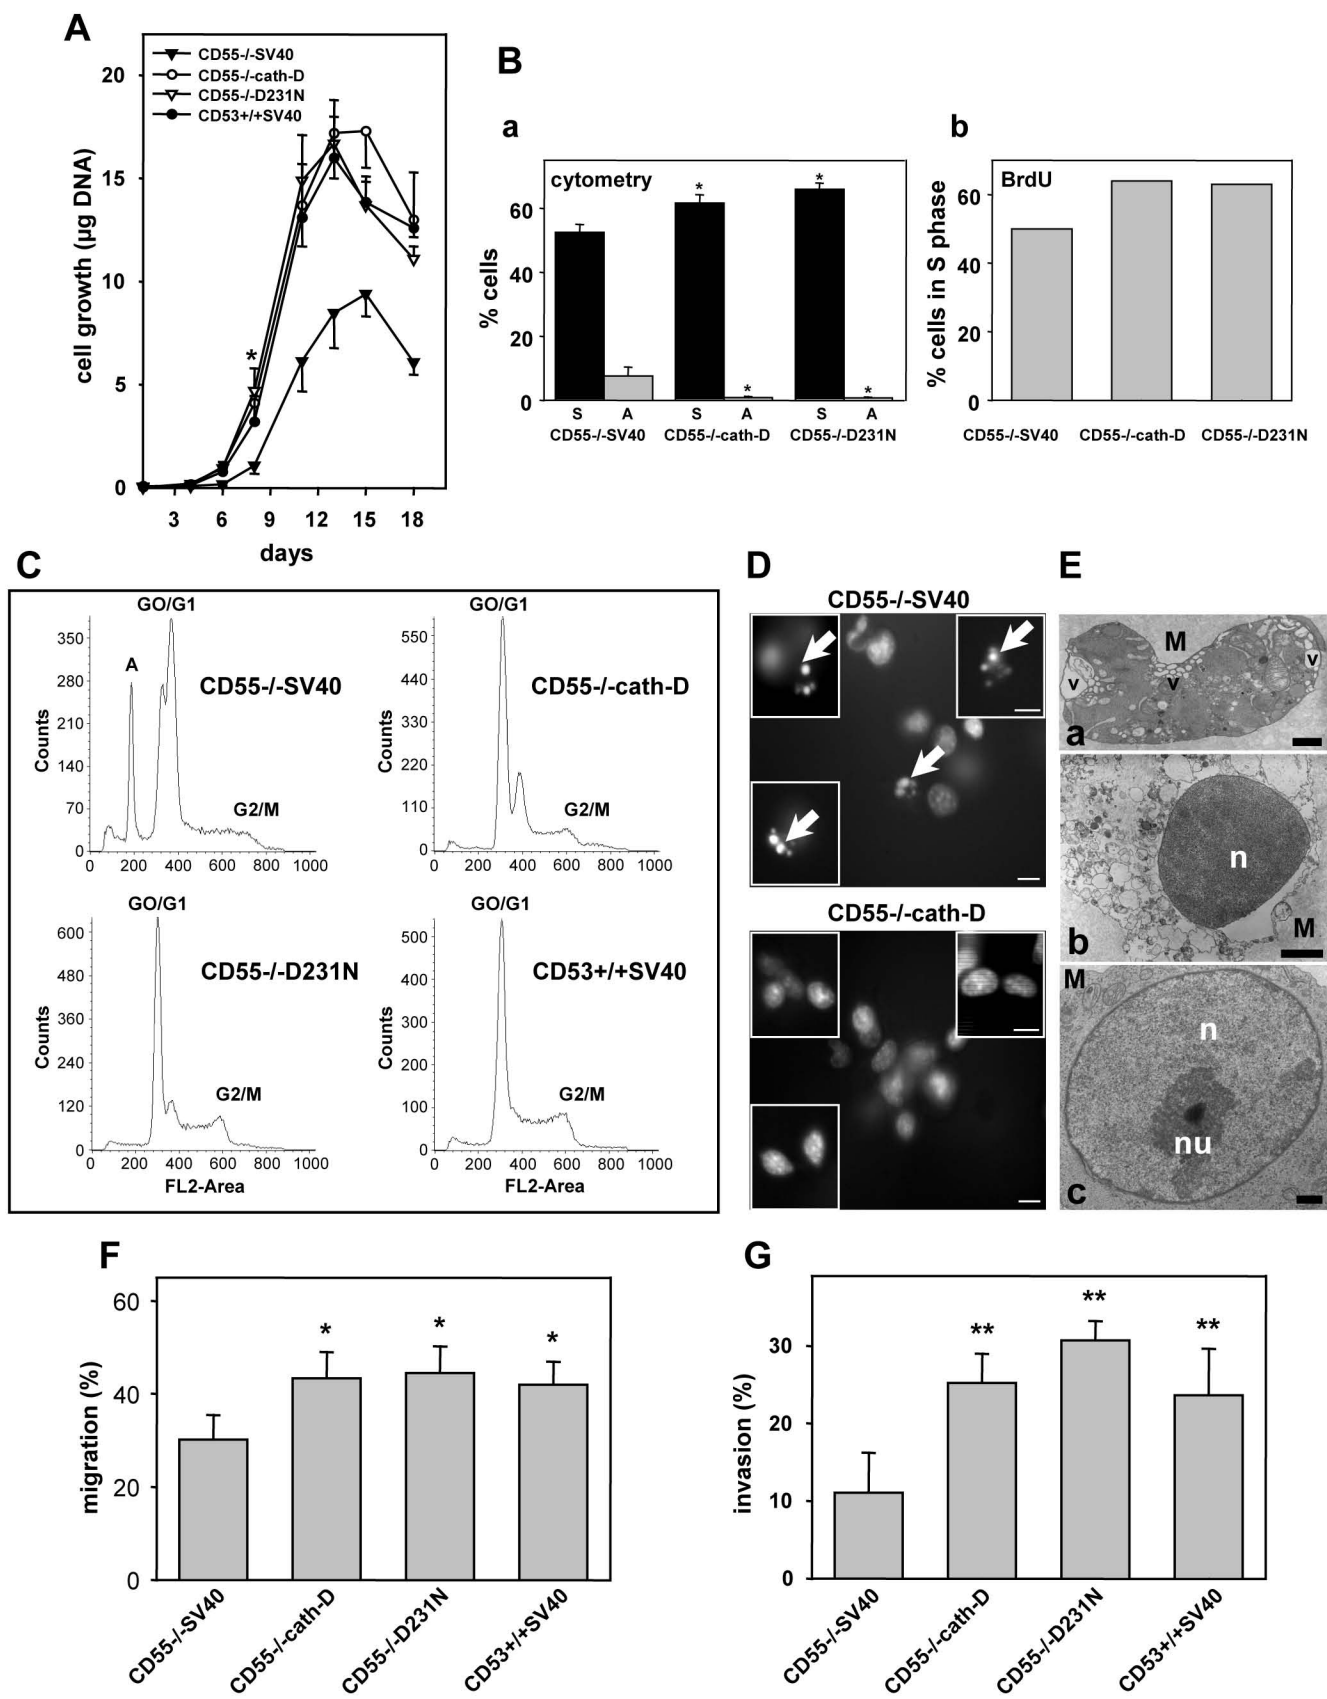 A
CD55-/-SV40
CD55-/-cath-D
CD55-/-D231N
CD53+/+SV40
cell growth (µg DNA)
20
15
10
5
0
*
3 6 9 12 15 18
days
B
a
cytometry
% cells
60
40
20
0
* * * *
S A S A S A
CD55-/-SV40 CD55-/-cath-D CD55-/-D231N
b
BrdU
% cells in S phase
60
40
20
0
CD55-/-SV40 CD55-/-cath-D CD55-/-D231N
C
GO/G1
A
CD55-/-SV40
G2/M
Counts
350
280
210
140
70
0
0 200 400 600 800 1000
GO/G1
CD55-/-cath-D
G2/M
Counts
550
440
330
220
110
0
0 200 400 600 800 1000
GO/G1
CD55-/-D231N
G2/M
Counts
600
480
360
240
120
0
0 200 400 600 800 1000
FL2-Area
GO/G1
CD53+/+SV40
G2/M
Counts
500
400
300
200
100
0
0 200 400 600 800 1000
FL2-Area
D
CD55-/-SV40
CD55-/-cath-D
E
M
v v v
a
n
M
b
M
n
nu
c
F
migration (%)
60
40
20
0
* * *
CD55-/-SV40
CD55-/-cath-D
CD55-/-D231N
CD53+/+SV40
G
invasion (%)
30
20
10
0
** ** **
CD55-/-SV40
CD55-/-cath-D
CD55-/-D231N
CD53+/+SV40